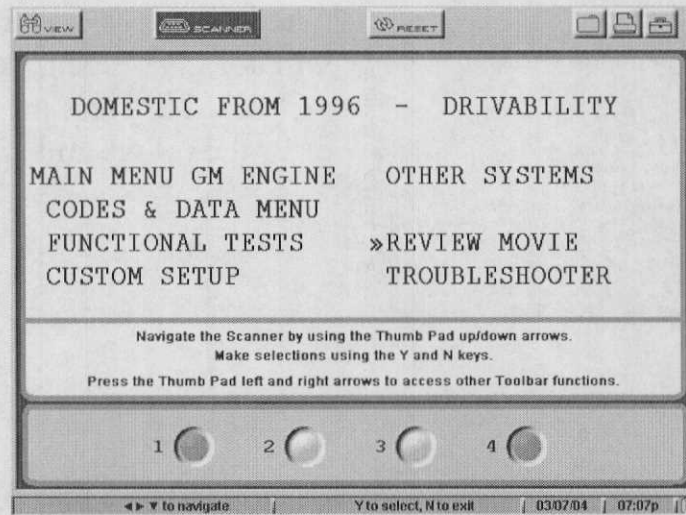 VIEW SCANNER RESET
DOMESTIC FROM 1996 - DRIVABILITY
MAIN MENU GM ENGINE OTHER SYSTEMS
CODES & DATA MENU
FUNCTIONAL TESTS »REVIEW MOVIE
CUSTOM SETUP TROUBLESHOOTER
Navigate the Scanner by using the Thumb Pad up/down arrows.
Make selections using the Y and N keys.
Press the Thumb Pad left and right arrows to access other Toolbar functions.
1 2 3 4
◄ ► ▼ to navigate Y to select, N to exit 03/07/04 07:07p